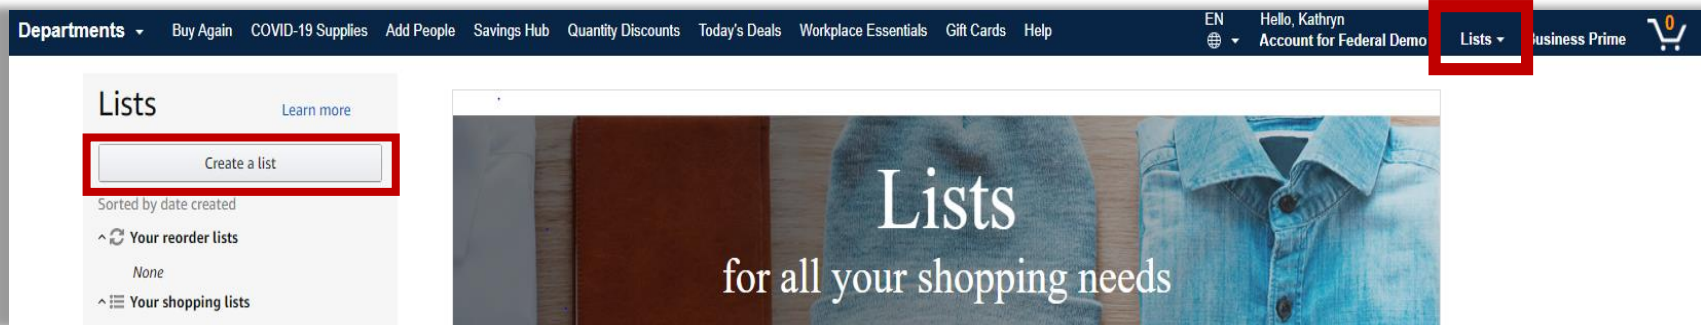 Departments Buy Again COVID-19 Supplies Add People Savings Hub Quantity Discounts Today's Deals Workplace Essentials Gift Cards Help
EN
Hello, Kathryn
Account for Federal Demo
Lists
Business Prime
0
Lists
Learn more
Create a list
Sorted by date created
Your reorder lists
None
Your shopping lists
Lists
for all your shopping needs